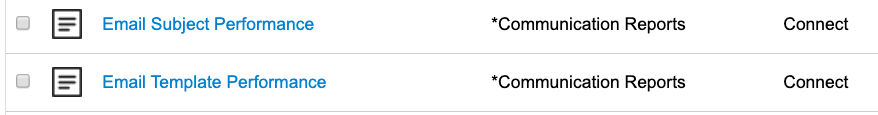 Email Subject Performance *Communication Reports Connect
Email Template Performance *Communication Reports Connect